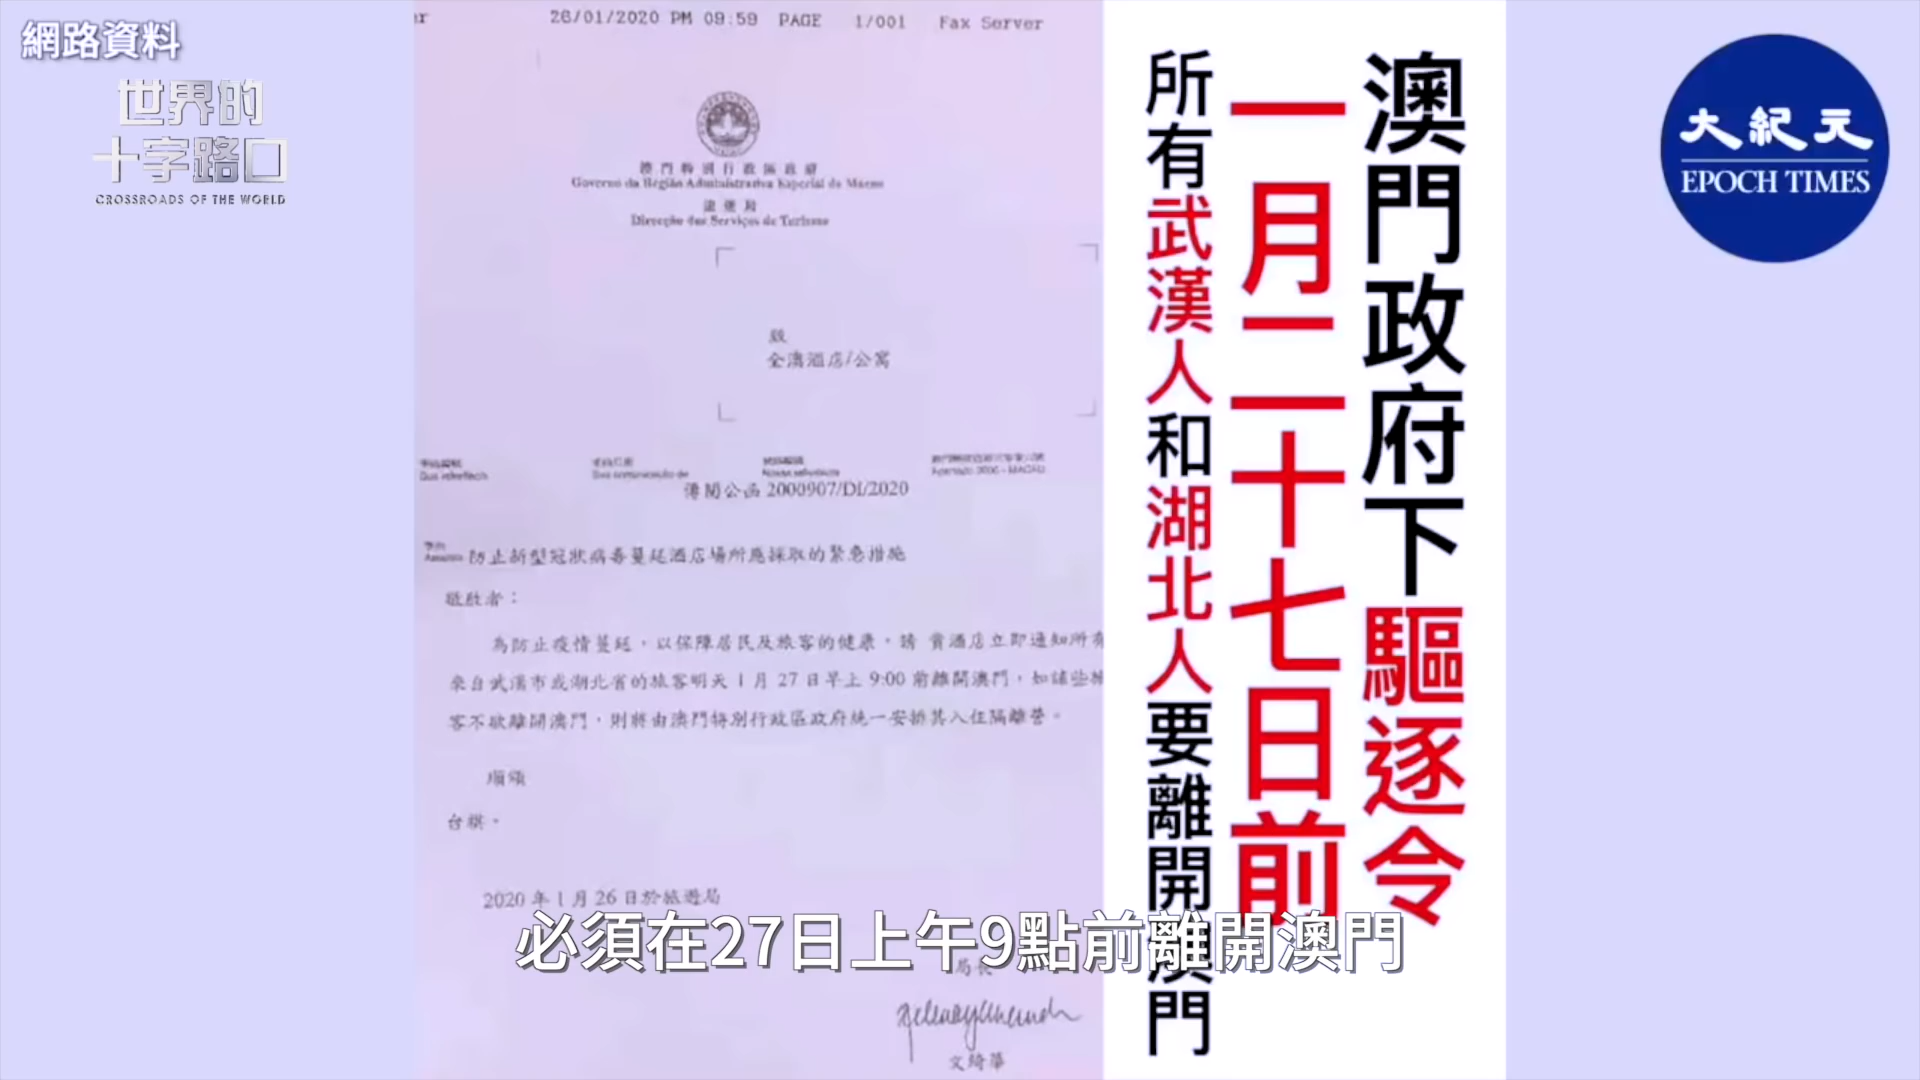 網路資料
世界的
十字路口
CROSSROADS OF THE WORLD
26/01/2020 PM 09:59 PAGE 1/001 Fax Server
澳門特別行政區政府
Governo da Região Administrativa Especial de Macau
旅遊局
Direcção dos Serviços de Turismo
致
全澳酒店/公寓
傳閱公函 2000907/DI/2020
防止新型冠狀病毒蔓延酒店場所應採取的緊急措施
敬啟者:
為防止疫情蔓延,以保障居民及旅客的健康,請 貴酒店立即通知所有
來自武漢市或湖北省的旅客明天 1 月 27 日早上 9:00 前離開澳門,如該些旅
客不欲離開澳門,則將由澳門特別行政區政府統一安排其入住隔離營。
順頌
台祺。
2020 年 1 月 26 日於旅遊局
局長
文綺華
澳門政府下驅逐令
一月二十七日前
所有武漢人和湖北人要離開澳門
大紀元
EPOCH TIMES
必須在27日上午9點前離開澳門